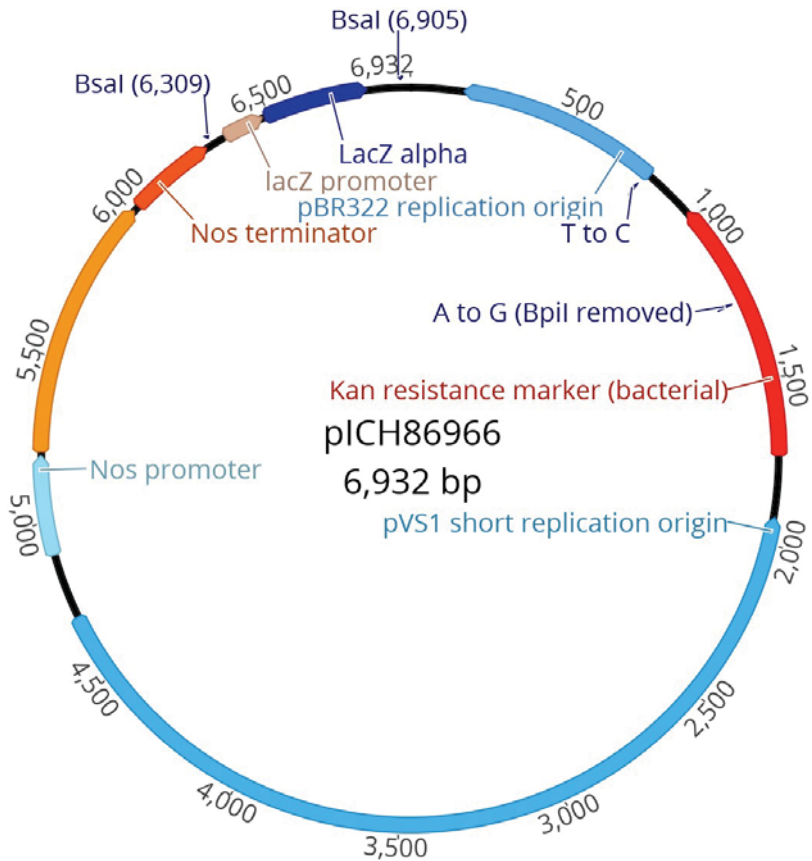 BsaI (6,905)
6,932
BsaI (6,309)
6,500
500
LacZ alpha
lacZ promoter
6,000
pBR322 replication origin
1,000
Nos terminator
T to C
A to G (BpiI removed)
5,500
1,500
Kan resistance marker (bacterial)
pICH86966
Nos promoter
6,932 bp
5,000
pVS1 short replication origin
2,000
4,500
2,500
4,000
3,000
3,500